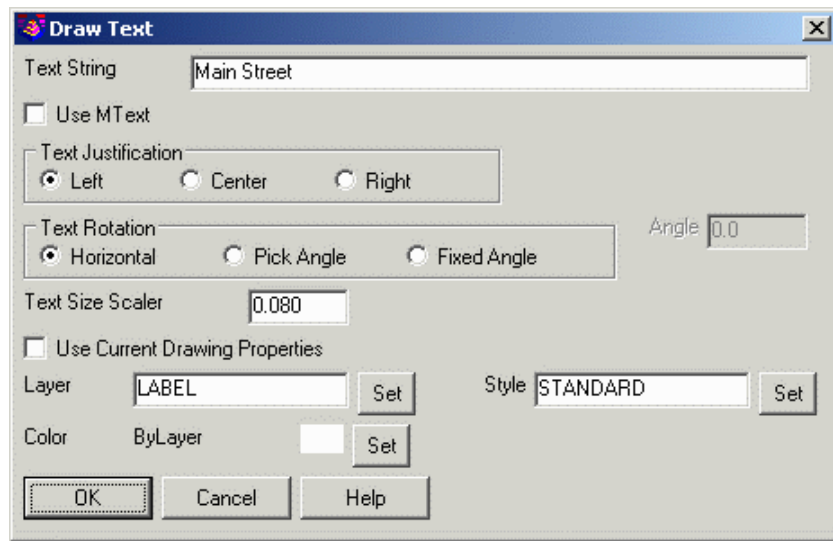 Draw Text
Text String Main Street
Use MText
Text Justification
Left Center Right
Text Rotation Angle 0.0
Horizontal Pick Angle Fixed Angle
Text Size Scaler 0.080
Use Current Drawing Properties
Layer LABEL Set Style STANDARD Set
Color ByLayer Set
OK Cancel Help